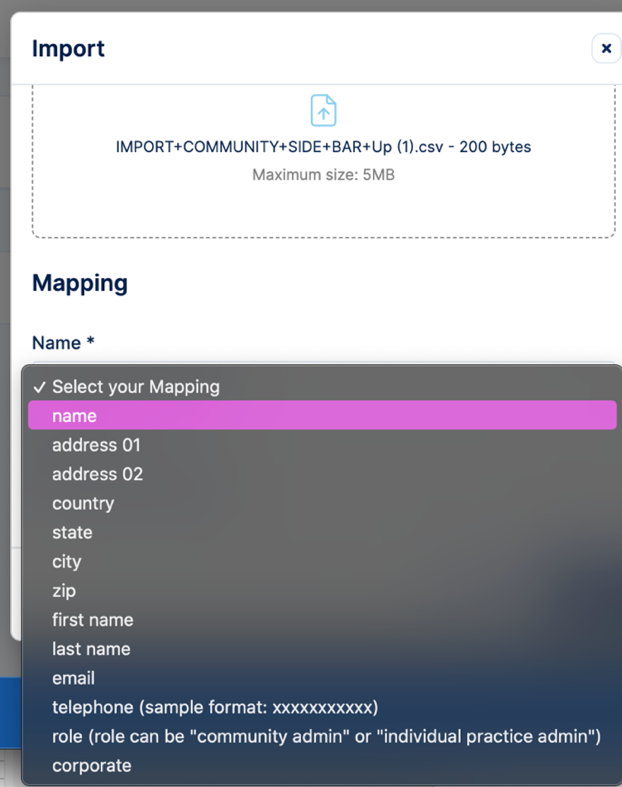 Import
IMPORT+COMMUNITY+SIDE+BAR+Up (1).csv - 200 bytes
Maximum size: 5MB
Mapping
Name *
✓ Select your Mapping
name
address 01
address 02
country
state
city
zip
first name
last name
email
telephone (sample format: xxxxxxxxxxx)
role (role can be "community admin" or "individual practice admin")
corporate